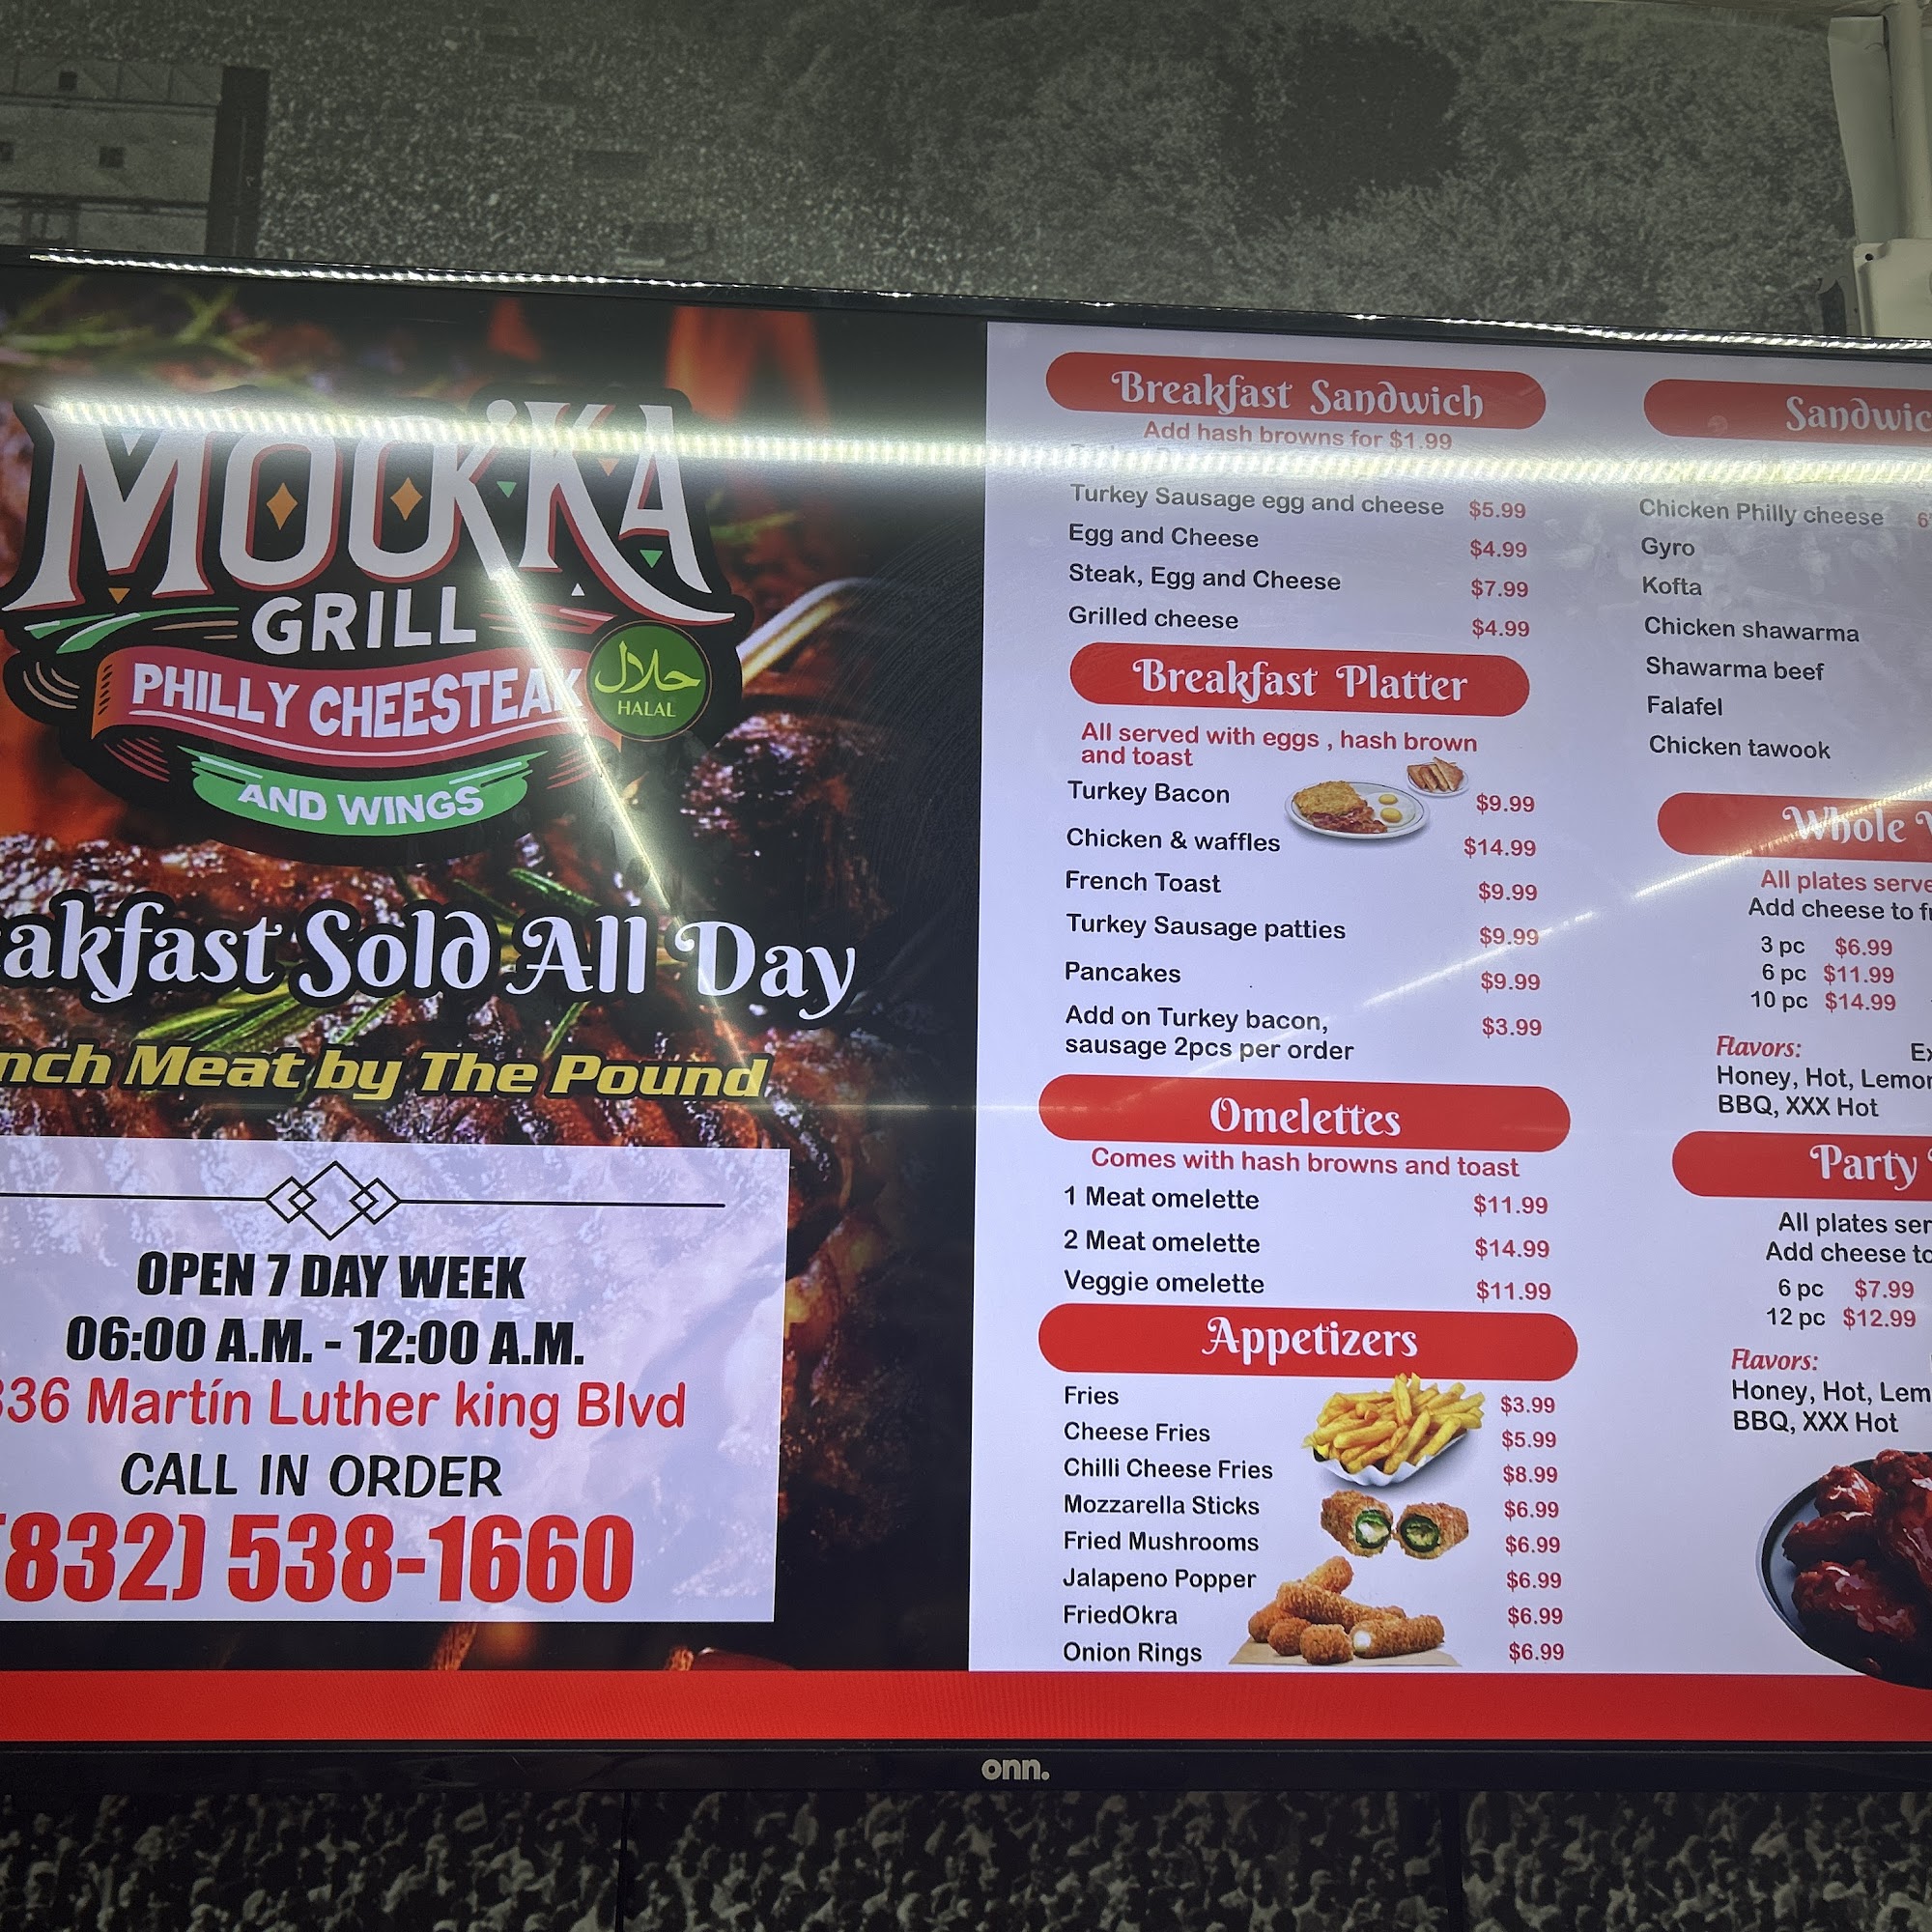 MOOKKA
GRILL
PHILLY CHEESTEAK
حلال
HALAL
AND WINGS
Sold All Day
Meat by The Pound
OPEN 7 DAY WEEK
06:00 A.M. - 12:00 A.M.
Martín Luther king Blvd
CALL IN ORDER
(832) 538-1660
Breakfast Sandwich
Add hash browns for $1.99
Turkey Sausage egg and cheese $5.99
Egg and Cheese $4.99
Steak, Egg and Cheese $7.99
Grilled cheese $4.99
Breakfast Platter
All served with eggs , hash brown
and toast
Turkey Bacon $9.99
Chicken & waffles $14.99
French Toast $9.99
Turkey Sausage patties $9.99
Pancakes $9.99
Add on Turkey bacon, $3.99
sausage 2pcs per order
Omelettes
Comes with hash browns and toast
1 Meat omelette $11.99
2 Meat omelette $14.99
Veggie omelette $11.99
Appetizers
Fries $3.99
Cheese Fries $5.99
Chilli Cheese Fries $8.99
Mozzarella Sticks $6.99
Fried Mushrooms $6.99
Jalapeno Popper $6.99
FriedOkra $6.99
Onion Rings $6.99
Chicken Philly cheese
Gyro
Kofta
Chicken shawarma
Shawarma beef
Falafel
Chicken tawook
Whole
All plates
Add cheese to
3 pc $6.99
6 pc $11.99
10 pc $14.99
Flavors:
Honey, Hot,
BBQ, XXX Hot
Party
All plates
Add cheese
6 pc $7.99
12 pc $12.99
Flavors:
Honey, Hot,
BBQ, XXX Hot
onn.